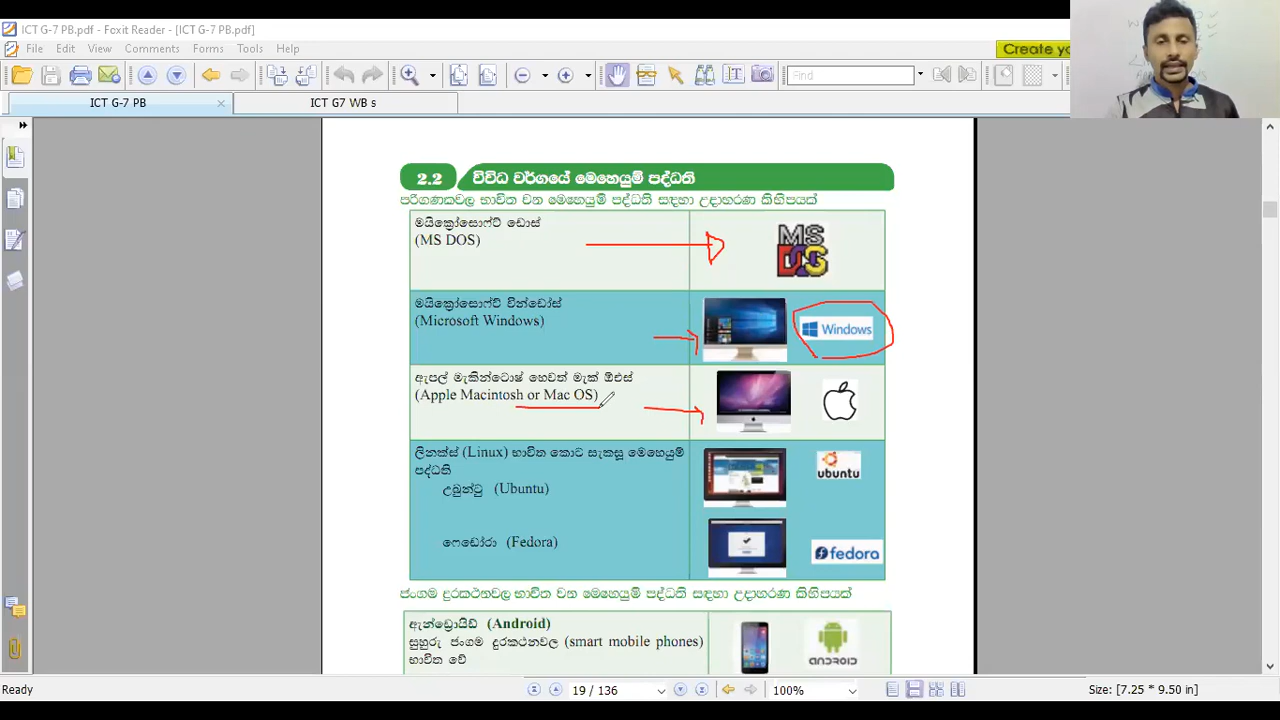 ICT G-7 PB.pdf - Foxit Reader - [ICT G-7 PB.pdf]
File Edit View Comments Forms Tools Help
Create yo
Find
ICT G-7 PB
ICT G7 WB s
2.2 විවිධ වර්ගයේ මෙහෙයුම් පද්ධති
පරිගණකවල භාවිත වන මෙහෙයුම් පද්ධති සඳහා උදාහරණ කිහිපයක්
මයික්‍රොසොෆ්ට් ඩොස්
(MS DOS)
MS
DOS
මයික්‍රොසොෆ්ට් වින්ඩෝස්
(Microsoft Windows)
Windows
ඇපල් මැකින්ටොෂ් හෙවත් මැක් ඕඑස්
(Apple Macintosh or Mac OS)
ලිනක්ස් (Linux) භාවිත කොට සැකසූ මෙහෙයුම්
පද්ධති
උබුන්ටු (Ubuntu)
ubuntu
ෆෙඩෝරා (Fedora)
fedora
ජංගම දුරකථනවල භාවිත වන මෙහෙයුම් පද්ධති සඳහා උදාහරණ කිහිපයක්
ඇන්ඩ්‍රොයිඩ් (Android)
සුහුරු ජංගම දුරකථනවල (smart mobile phones)
භාවිත වේ
ANDROID
Ready
19 / 136
100%
Size: [7.25 * 9.50 in]